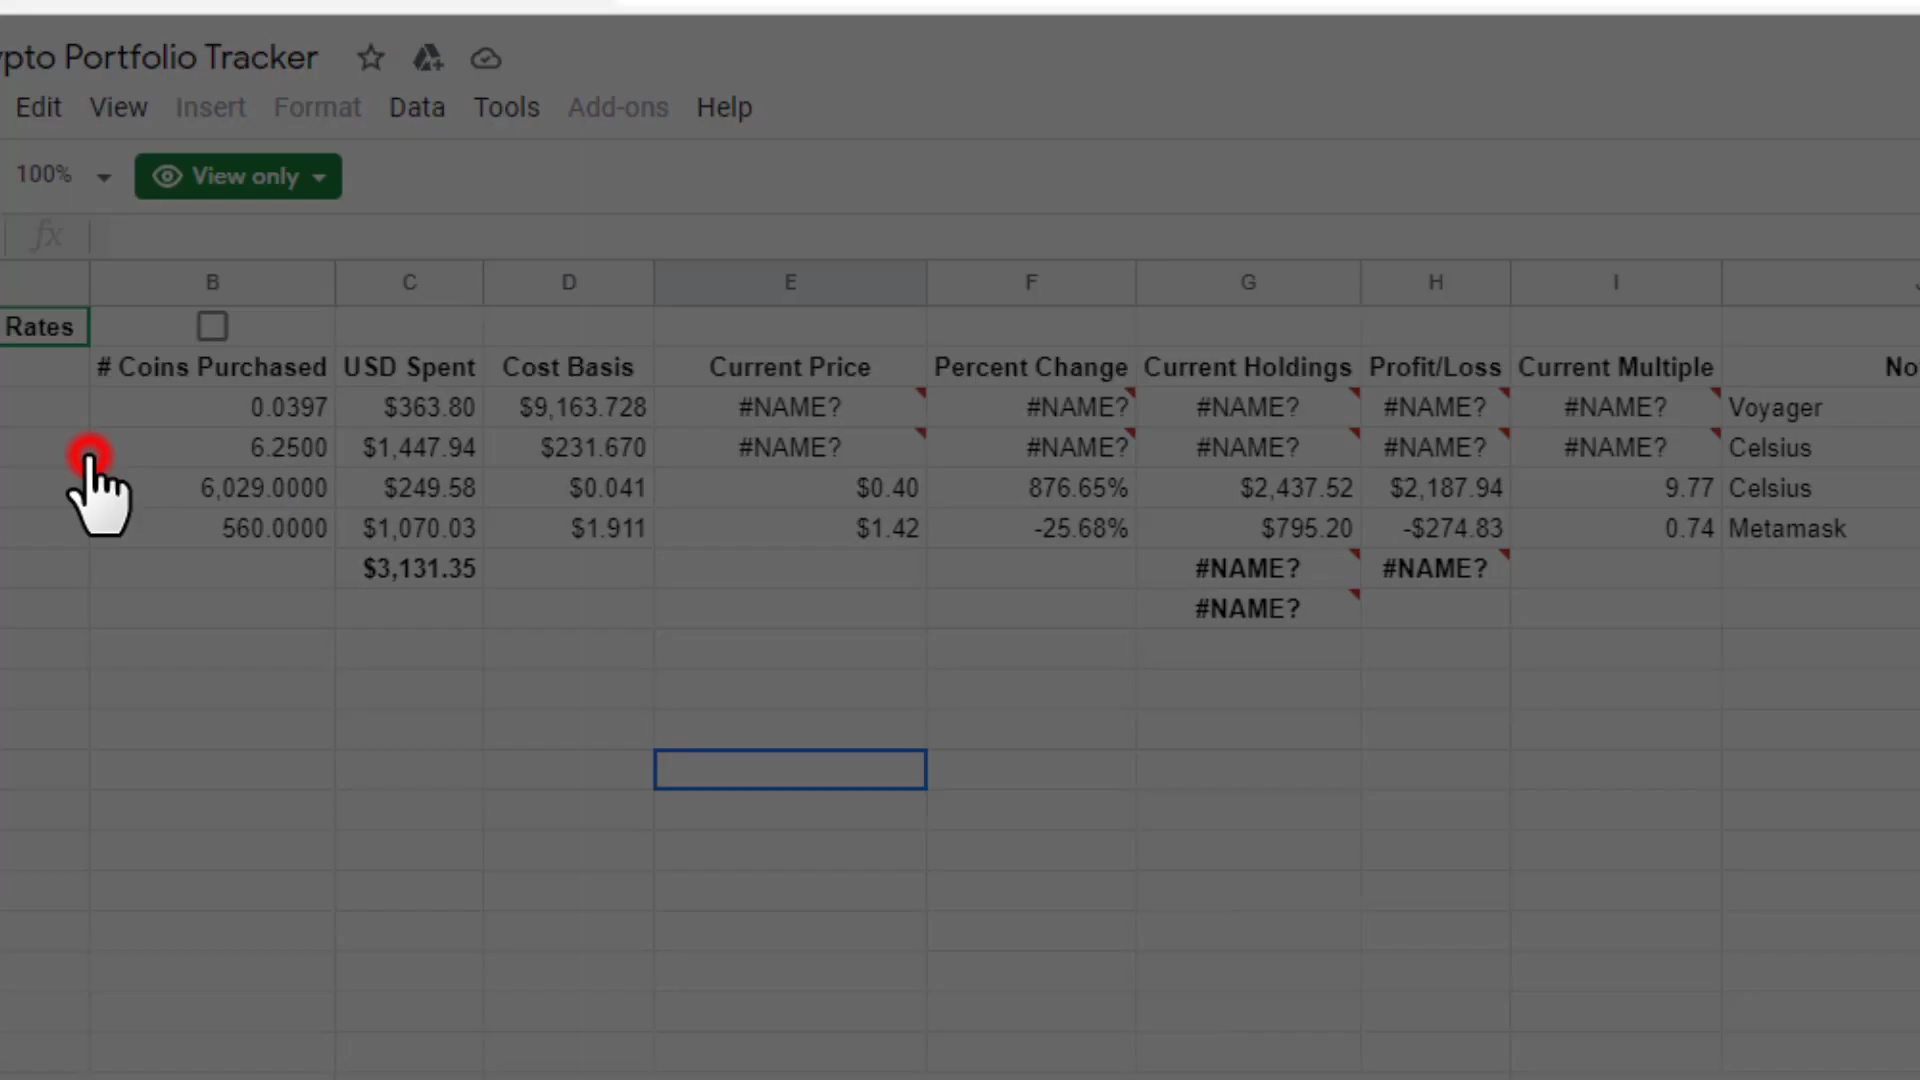 ypto Portfolio Tracker
Edit View Insert Format Data Tools Add-ons Help
100% View only
fx
B C D E F G H I
Rates
# Coins Purchased USD Spent Cost Basis Current Price Percent Change Current Holdings Profit/Loss Current Multiple No
0.0397 $363.80 $9,163.728 #NAME? #NAME? #NAME? #NAME? #NAME? Voyager
6.2500 $1,447.94 $231.670 #NAME? #NAME? #NAME? #NAME? #NAME? Celsius
6,029.0000 $249.58 $0.041 $0.40 876.65% $2,437.52 $2,187.94 9.77 Celsius
560.0000 $1,070.03 $1.911 $1.42 -25.68% $795.20 -$274.83 0.74 Metamask
$3,131.35 #NAME? #NAME?
#NAME?